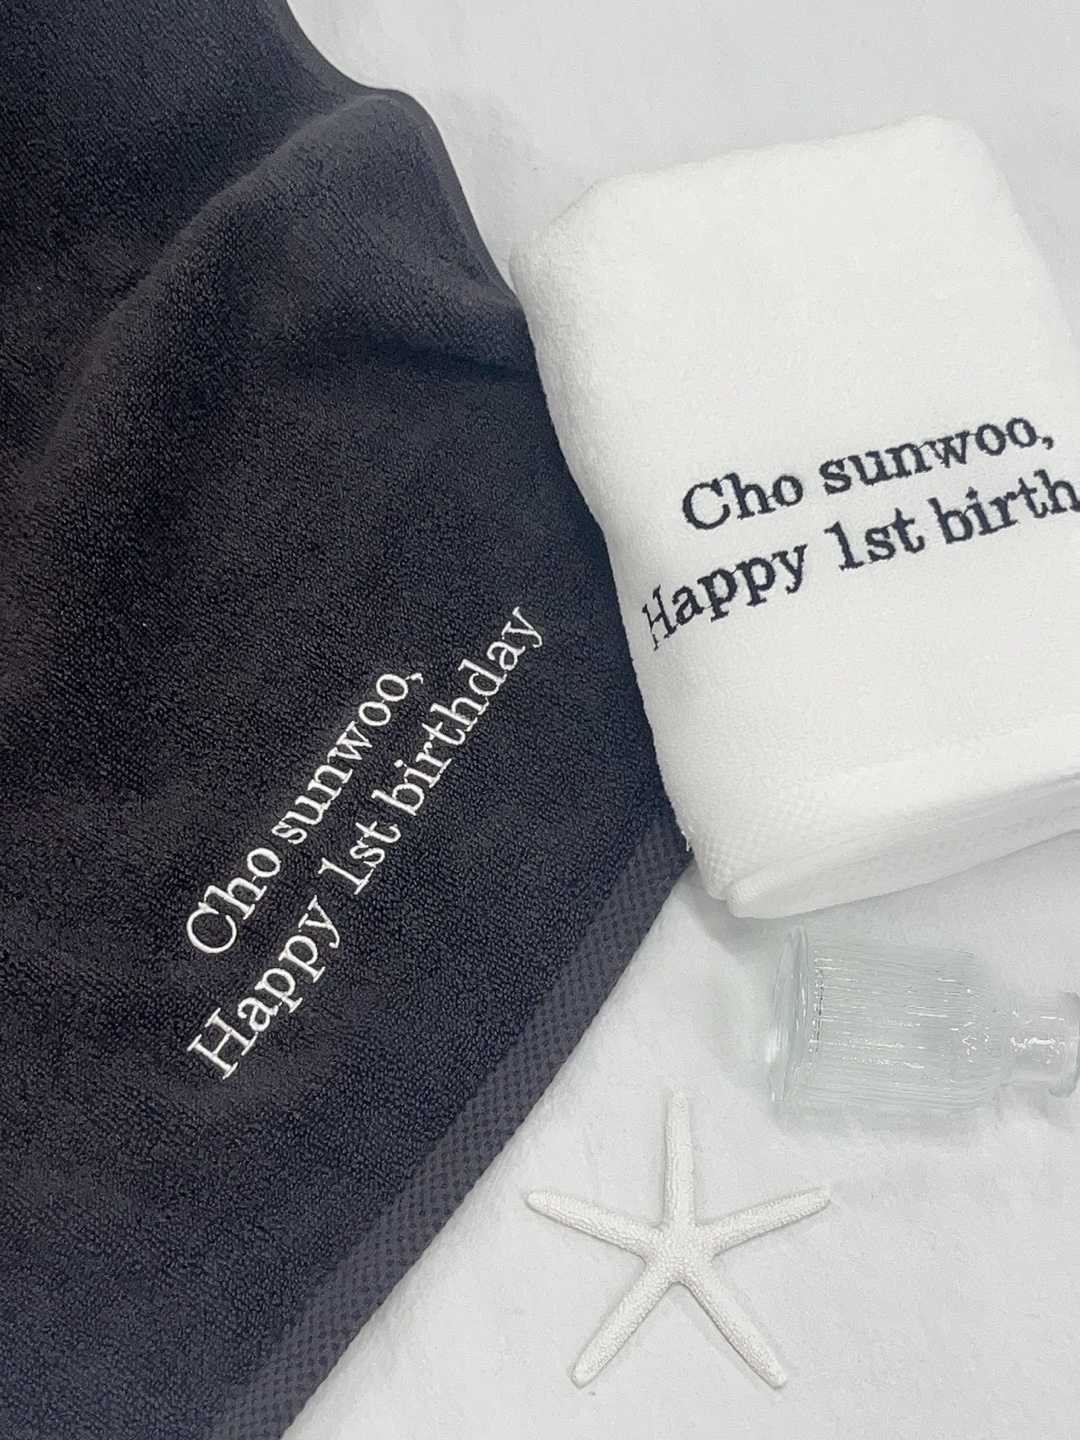 Cho sunwoo,
Happy 1st birthday
Cho sunwoo,
Happy 1st birth